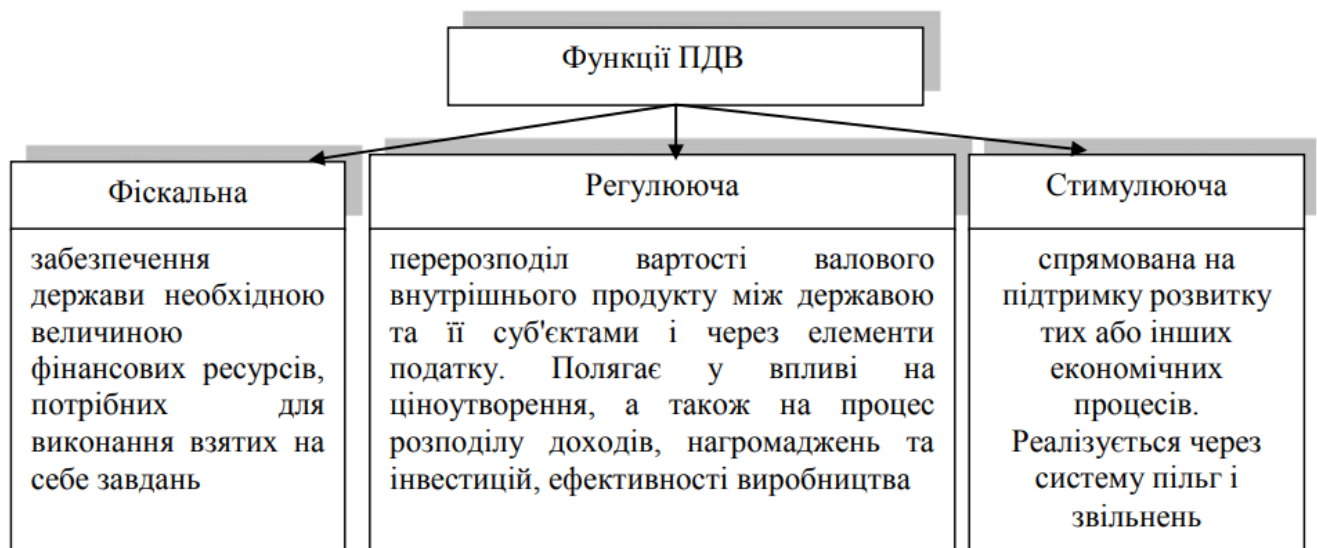 Функції ПДВ
Фіскальна
забезпечення
держави необхідною
величиною
фінансових ресурсів,
потрібних для
виконання взятих на
себе завдань
Регулююча
перерозподіл вартості валового
внутрішнього продукту між державою
та її суб'єктами і через елементи
податку. Полягає у впливі на
ціноутворення, а також на процес
розподілу доходів, нагромаджень та
інвестицій, ефективності виробництва
Стимулююча
спрямована на
підтримку розвитку
тих або інших
економічних
процесів.
Реалізується через
систему пільг і
звільнень